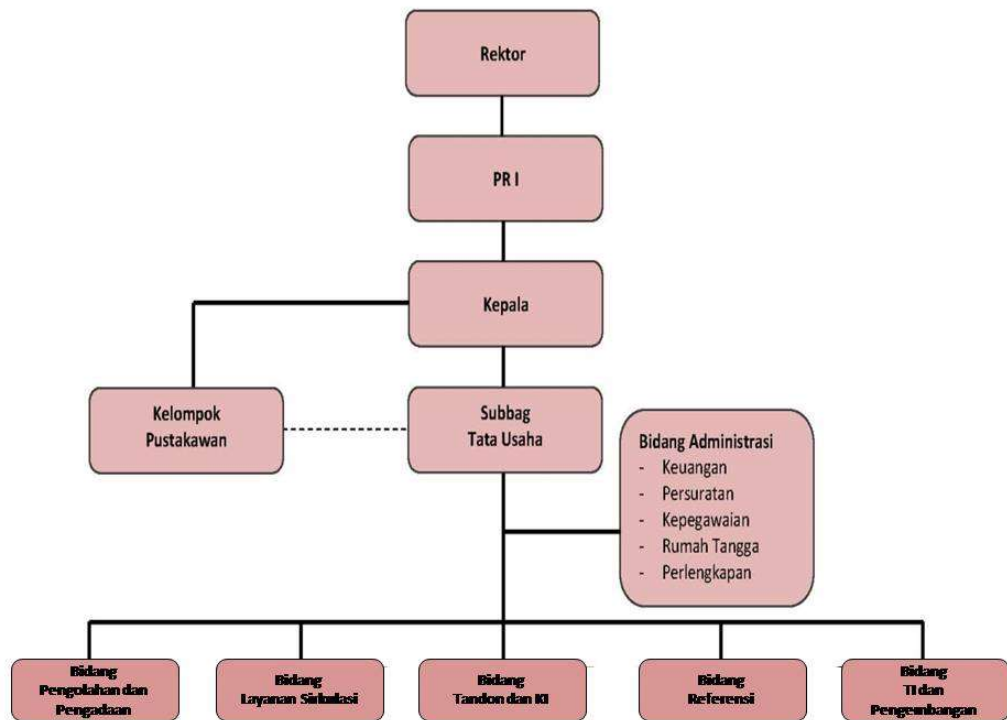 Rektor
PR I
Kepala
Kelompok
Pustakawan
Subbag
Tata Usaha
Bidang Administrasi
- Keuangan
- Persuratan
- Kepegawaian
- Rumah Tangga
- Perlengkapan
Bidang
Pengolahan dan
Pengadaan
Bidang
Layanan Sirkulasi
Bidang
Tandon dan KI
Bidang
Referensi
Bidang
TI dan
Pengembangan